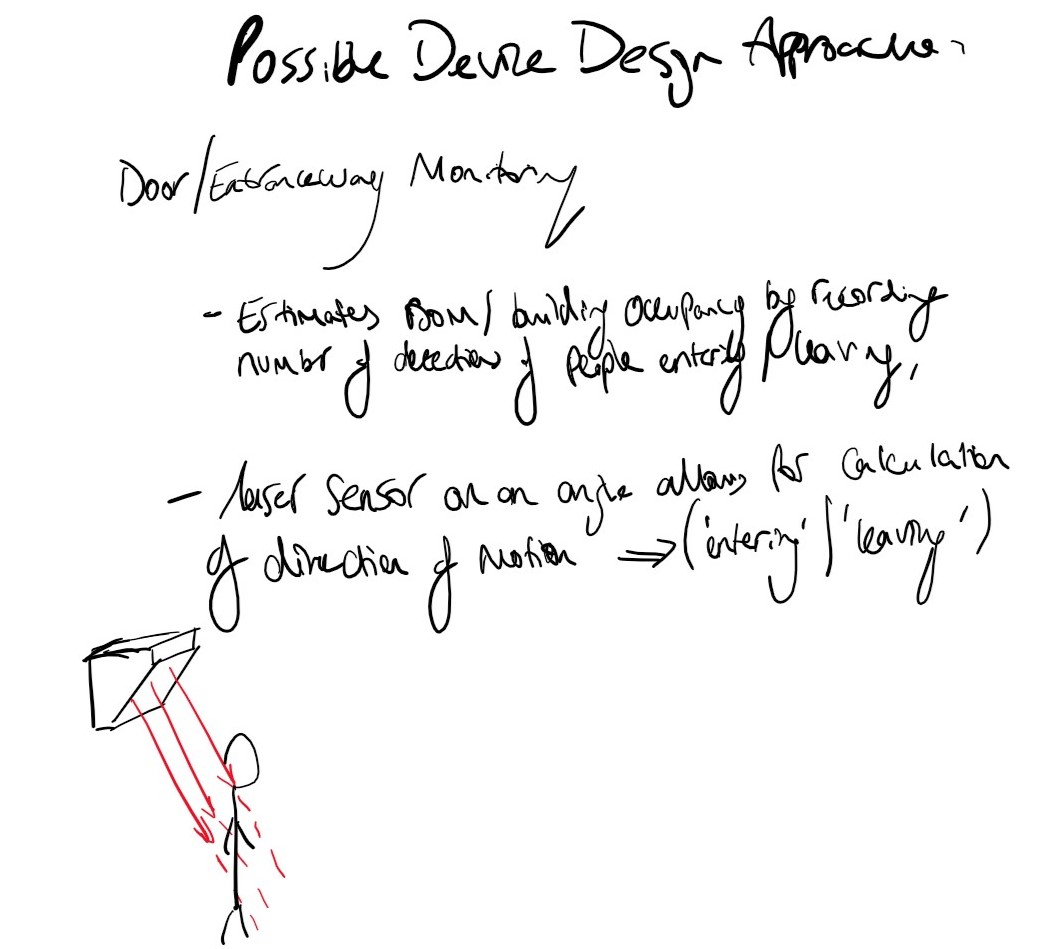 Possible Device Design Approaches
Door/Entranceway Monitoring
- Estimates Room/building occupancy by recording
number of detections of people entering/leaving,
- laser sensor on an angle allows for calculation
of direction of motion ⇒ ('entering' | 'leaving')